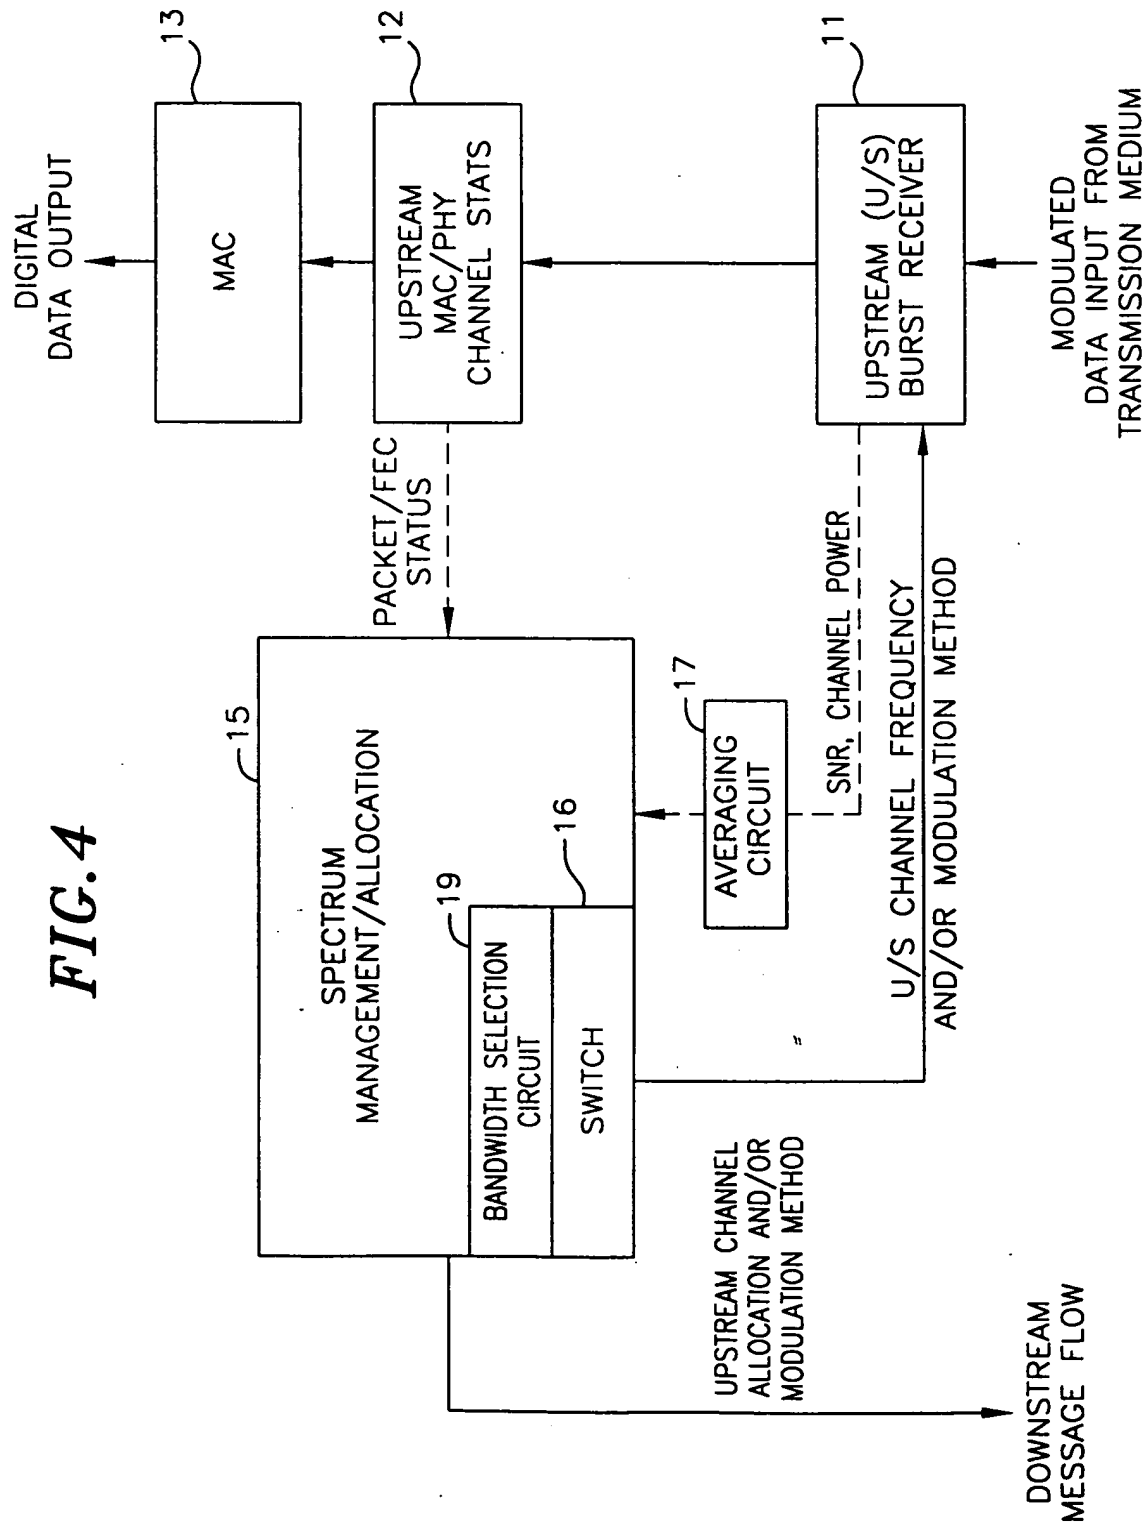 FIG.4
DIGITAL
DATA OUTPUT
13
MAC
12
UPSTREAM
MAC/PHY
CHANNEL STATS
PACKET/FEC
STATUS
11
UPSTREAM (U/S)
BURST RECEIVER
MODULATED
DATA INPUT FROM
TRANSMISSION MEDIUM
15
SPECTRUM
MANAGEMENT/ALLOCATION
19
BANDWIDTH SELECTION
CIRCUIT
16
SWITCH
17
AVERAGING
CIRCUIT
SNR, CHANNEL POWER
U/S CHANNEL FREQUENCY
AND/OR MODULATION METHOD
UPSTREAM CHANNEL
ALLOCATION AND/OR
MODULATION METHOD
DOWNSTREAM
MESSAGE FLOW